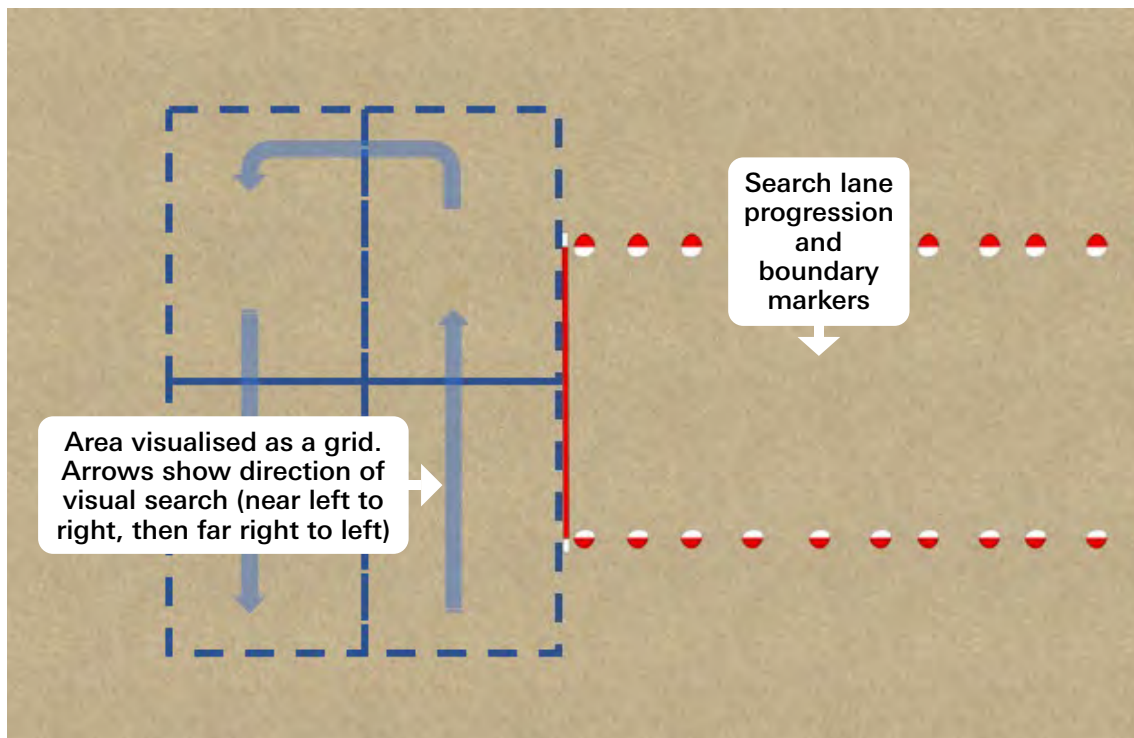 Search lane
progression
and
boundary
markers
Area visualised as a grid.
Arrows show direction of
visual search (near left to
right, then far right to left)